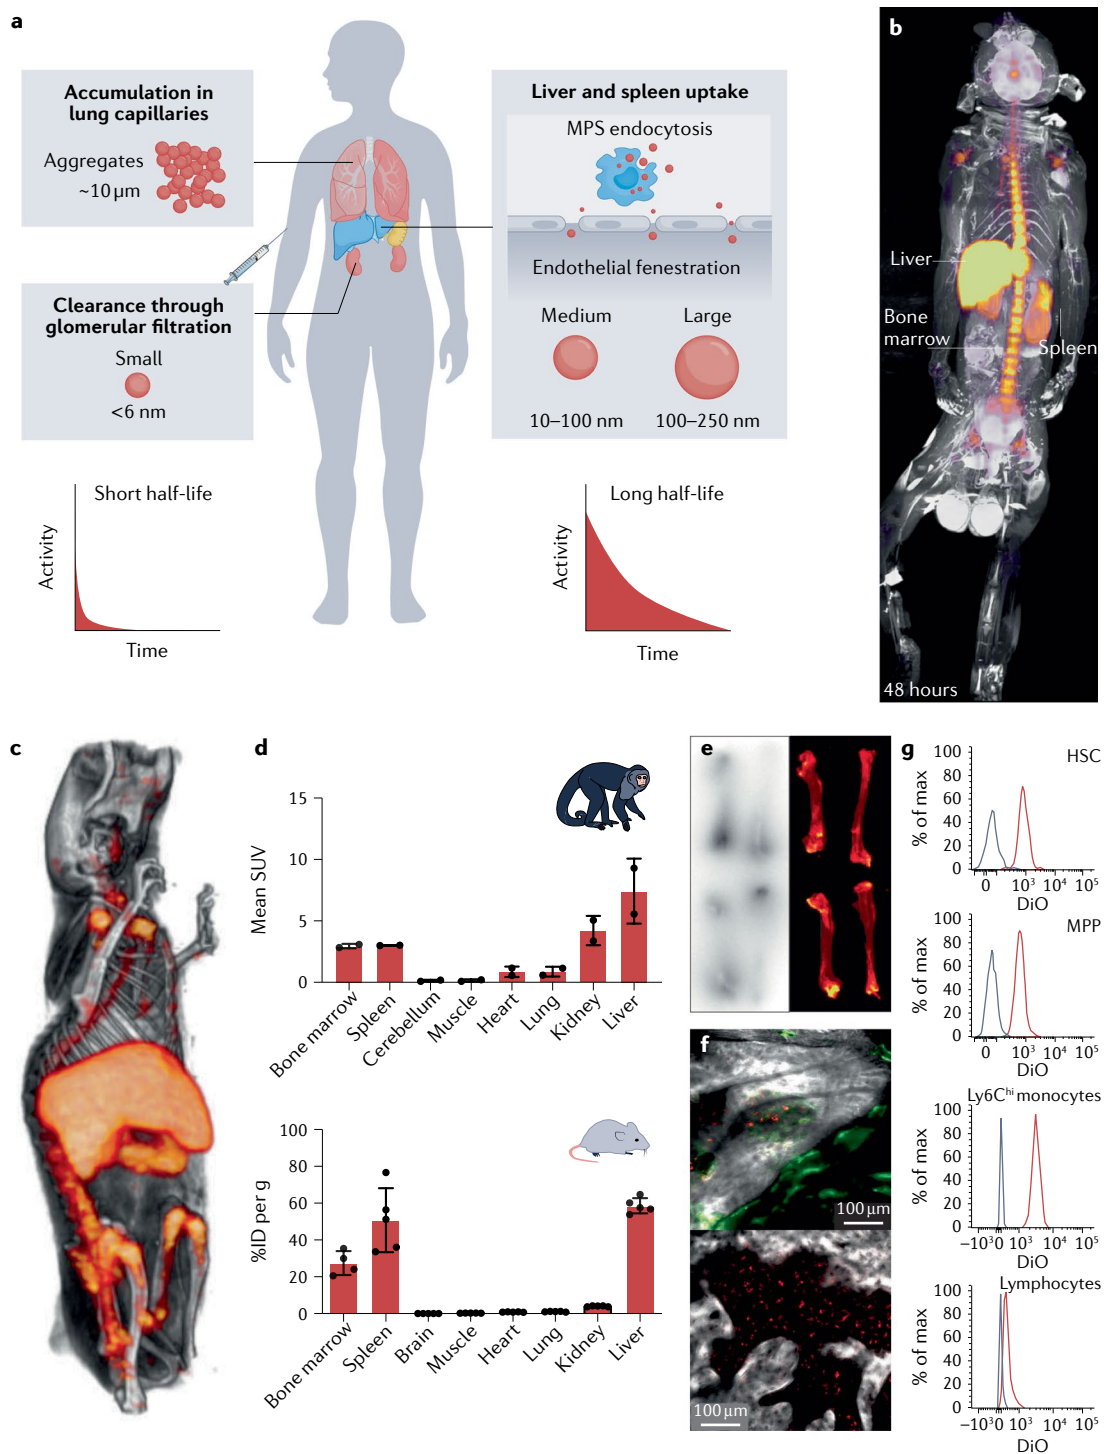 a
Accumulation in
lung capillaries
Aggregates
~10 μm
Clearance through
glomerular filtration
Small
<6 nm
Liver and spleen uptake
MPS endocytosis
Endothelial fenestration
Medium
Large
10–100 nm
100–250 nm
Short half-life
Activity
Time
Long half-life
Activity
Time
b
Liver
Bone
marrow
Spleen
48 hours
c
d
Mean SUV
15
10
5
0
Bone marrow
Spleen
Cerebellum
Muscle
Heart
Lung
Kidney
Liver
%ID per g
100
80
60
40
20
0
Bone marrow
Spleen
Brain
Muscle
Heart
Lung
Kidney
Liver
e
f
100 μm
100 μm
g
HSC
% of max
100
80
60
40
20
0
0 10³ 10⁴ 10⁵
DiO
MPP
% of max
100
80
60
40
20
0
0 10³ 10⁴ 10⁵
DiO
Ly6Cʰⁱ monocytes
% of max
100
80
60
40
20
0
−10³ 0 10³ 10⁴ 10⁵
DiO
Lymphocytes
% of max
100
80
60
40
20
0
−10³ 0 10³ 10⁴ 10⁵
DiO